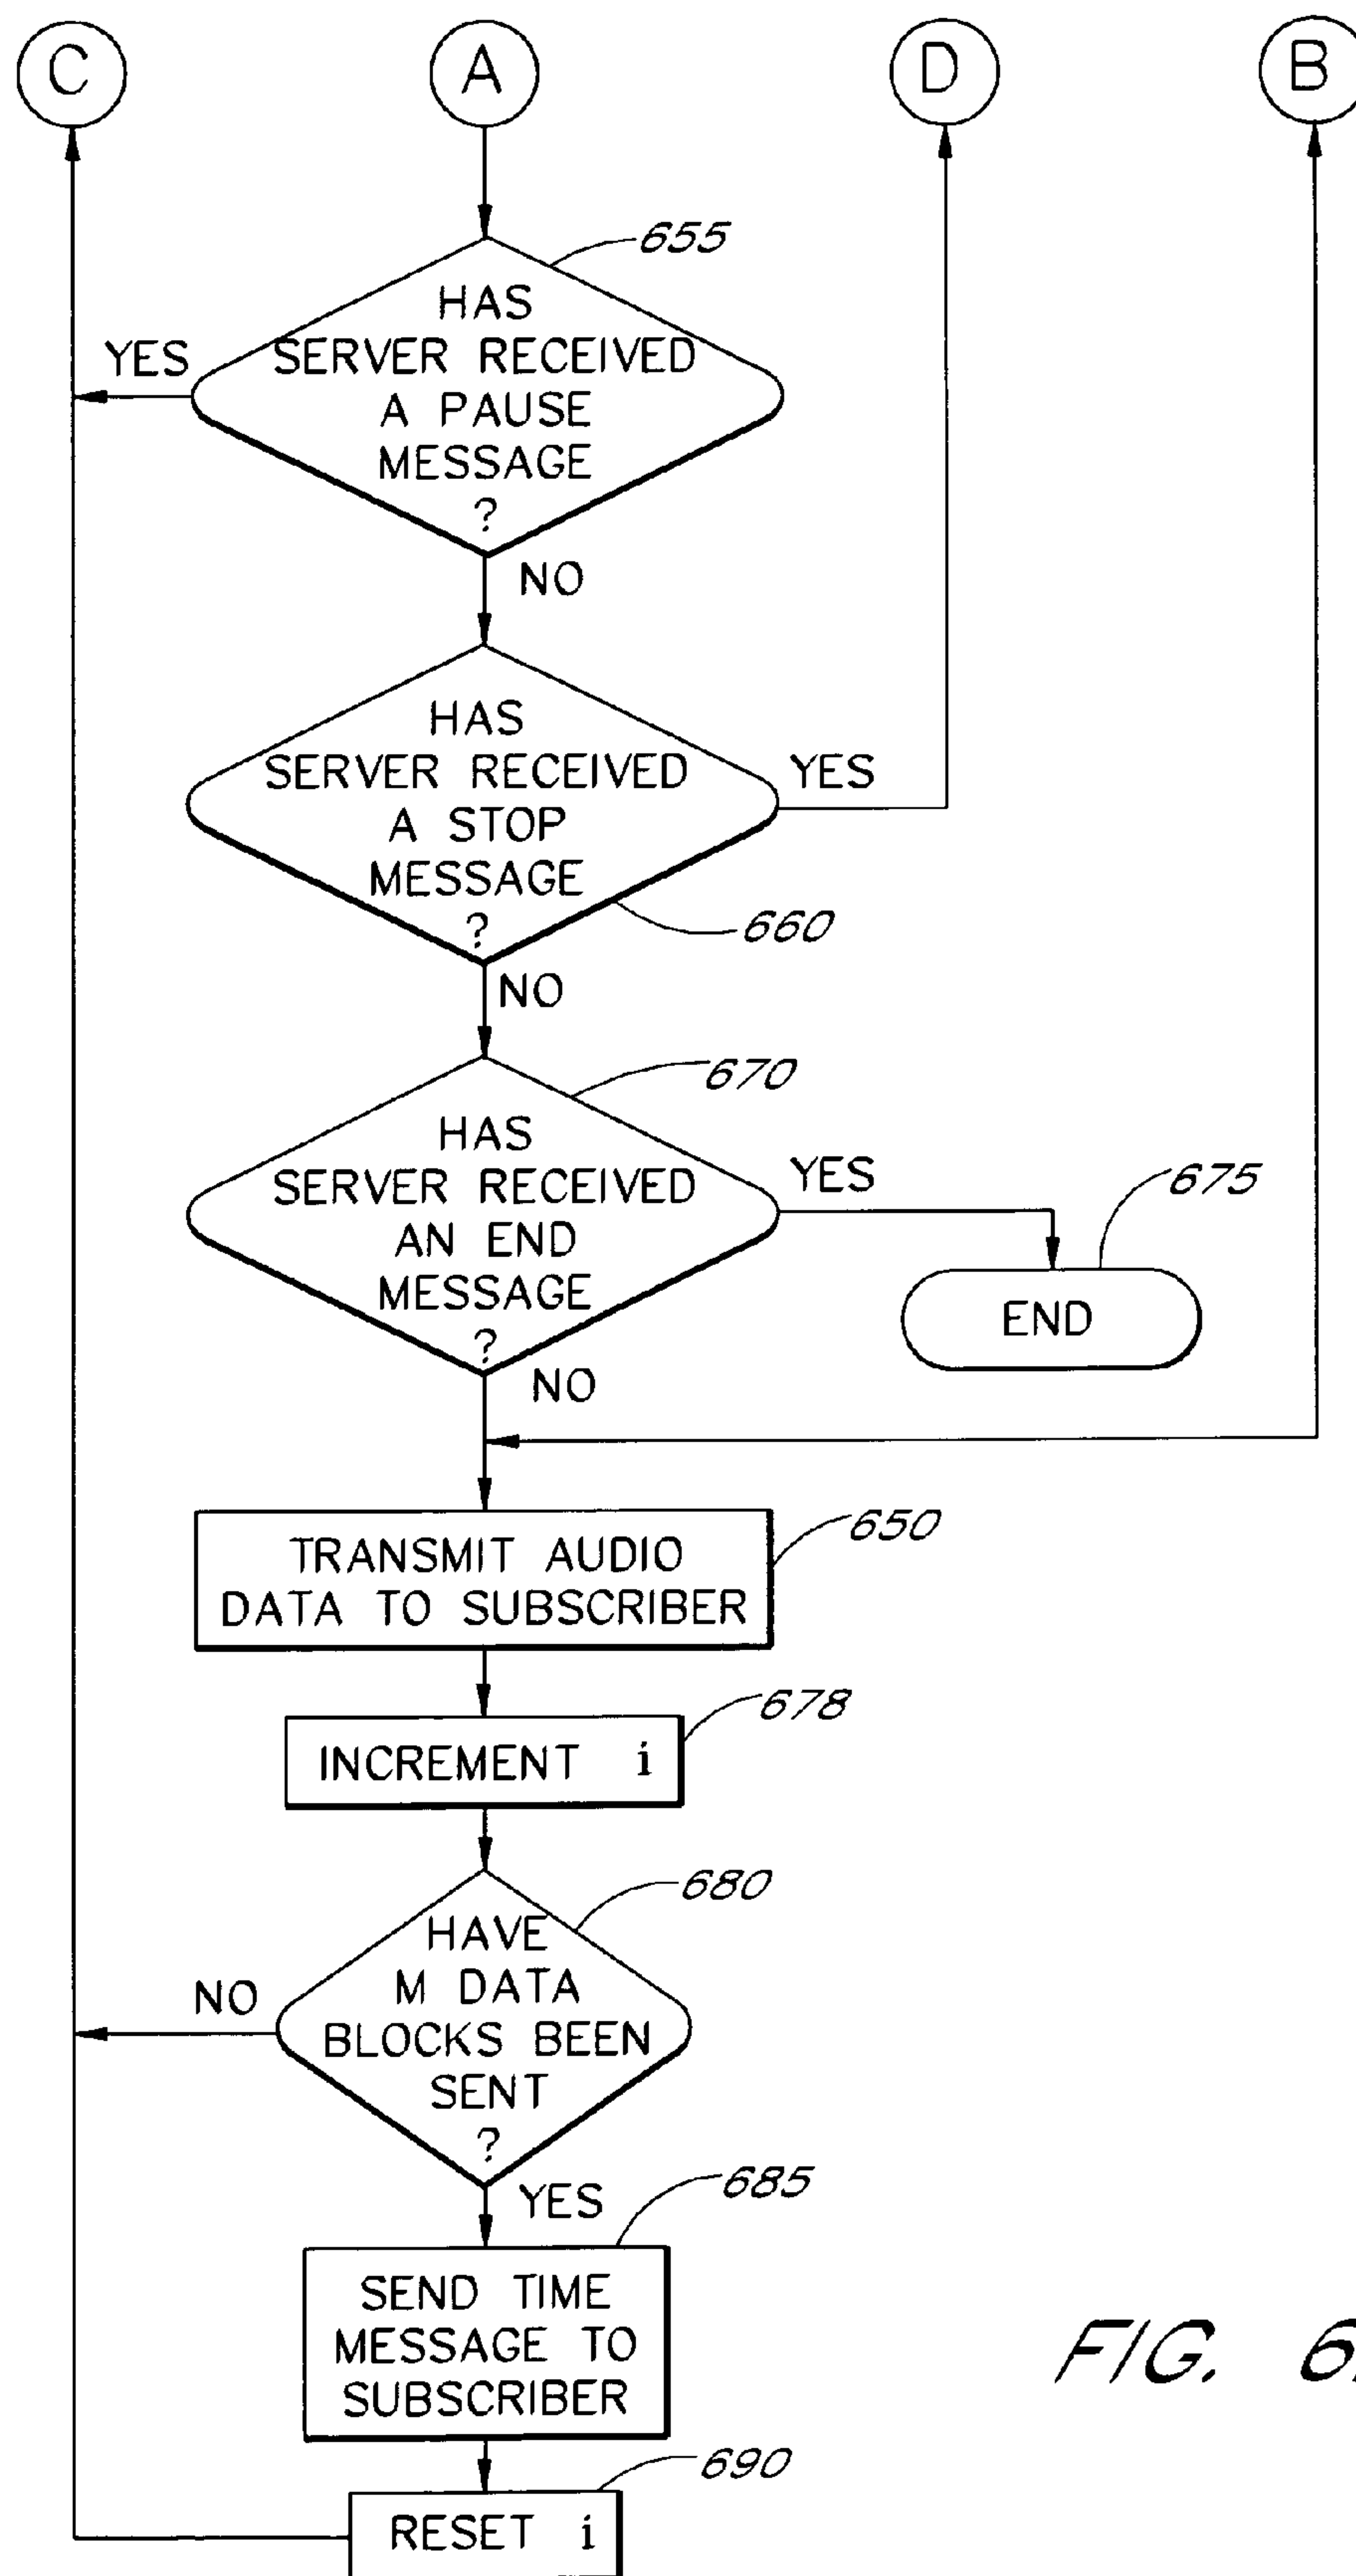 C
A
D
B
655
HAS
SERVER RECEIVED
A PAUSE
MESSAGE
?
YES
NO
HAS
SERVER RECEIVED
A STOP
MESSAGE
?
YES
660
NO
670
HAS
SERVER RECEIVED
AN END
MESSAGE
?
YES
675
END
NO
TRANSMIT AUDIO
DATA TO SUBSCRIBER
650
INCREMENT i
678
680
HAVE
M DATA
BLOCKS BEEN
SENT
?
NO
YES
685
SEND TIME
MESSAGE TO
SUBSCRIBER
690
RESET i
FIG. 6